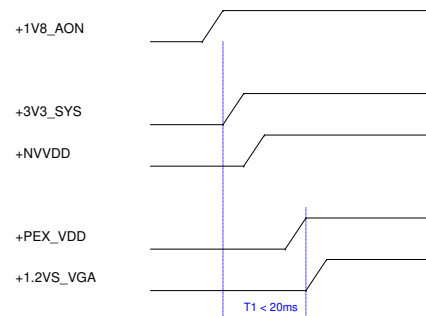 +1V8_AON
+3V3_SYS
+NVVDD
+PEX_VDD
+1.2VS_VGA
T1 < 20ms